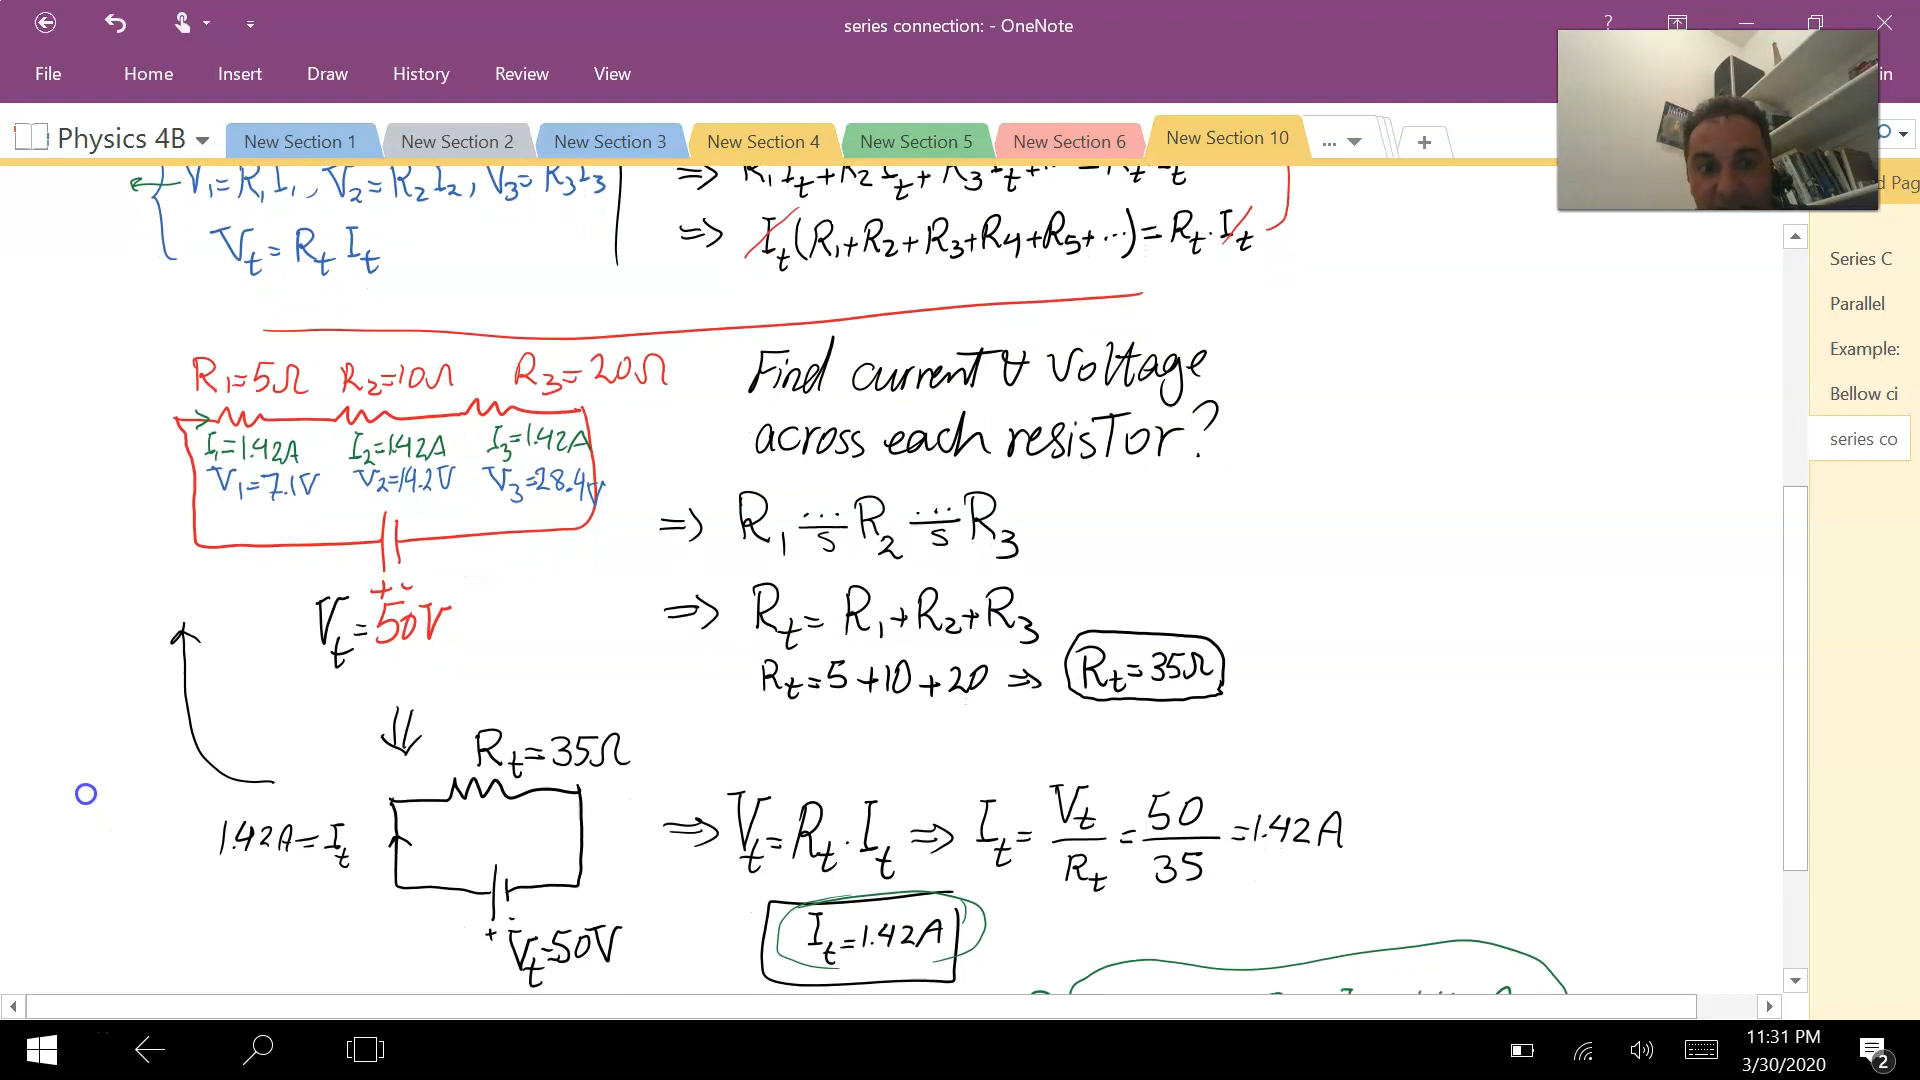 series connection: - OneNote
File Home Insert Draw History Review View in
Physics 4B New Section 1 New Section 2 New Section 3 New Section 4 New Section 5 New Section 6 New Section 10 ... +
d Pag
V₁=R₁I₁, V₂=R₂I₂, V₃=R₃I₃
Vt=Rt It
⇒ R₁It+R₂It+R₃It+
⇒ It(R₁+R₂+R₃+R₄+R₅+...)=Rt·It
Series C
Parallel
Example:
Bellow ci
series co
R₁=5Ω R₂=10Ω R₃=20Ω
I₁=1.42A I₂=1.42A I₃=1.42A
V₁=7.1V V₂=14.2V V₃=28.4V
+ -
Vt=50V
Find current & voltage
across each resistor?
⇒ R₁ ... s R₂ ... s R₃
⇒ Rt=R₁+R₂+R₃
Rt=5+10+20 ⇒ Rt=35Ω
⇓
Rt=35Ω
1.42A=It
+ -
Vt=50V
⇒ Vt=Rt·It ⇒ It=Vt/Rt=50/35=1.42A
It=1.42A
11:31 PM
3/30/2020
2